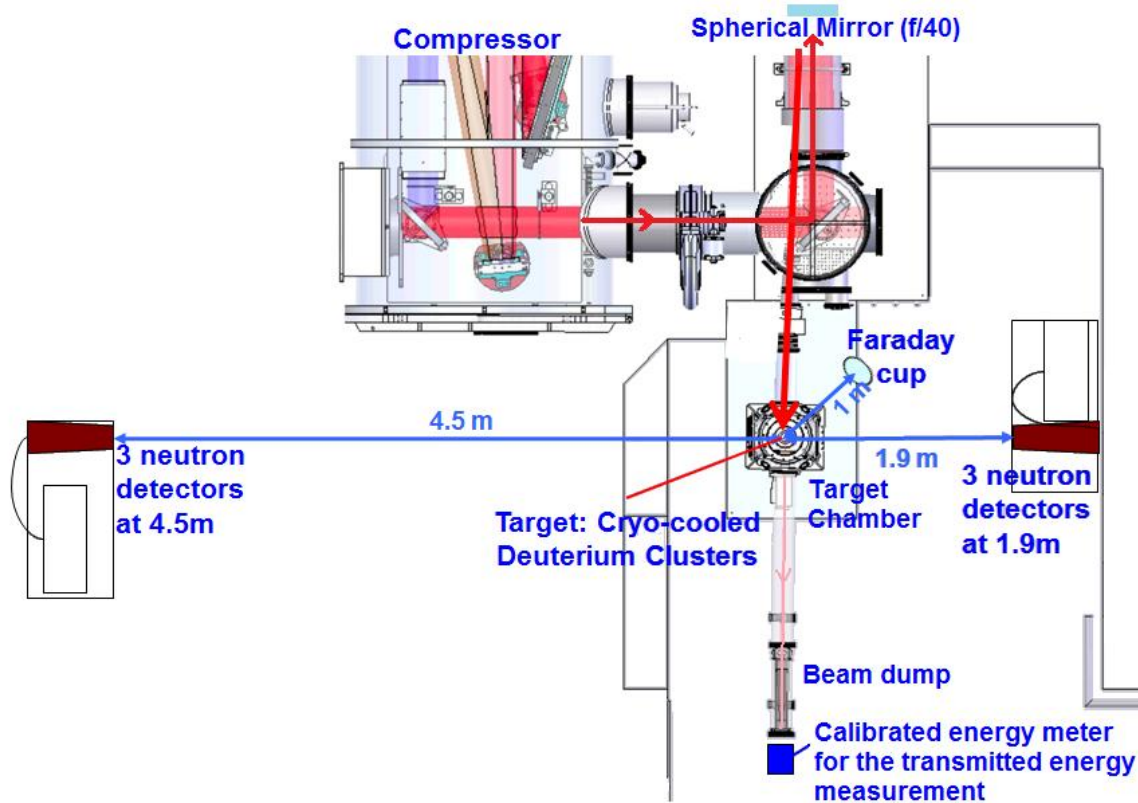 Compressor
Spherical Mirror (f/40)
Faraday
cup
1 m
4.5 m
1.9 m
3 neutron
detectors
at 4.5m
Target
Chamber
3 neutron
detectors
at 1.9m
Target: Cryo-cooled
Deuterium Clusters
Beam dump
Calibrated energy meter
for the transmitted energy
measurement